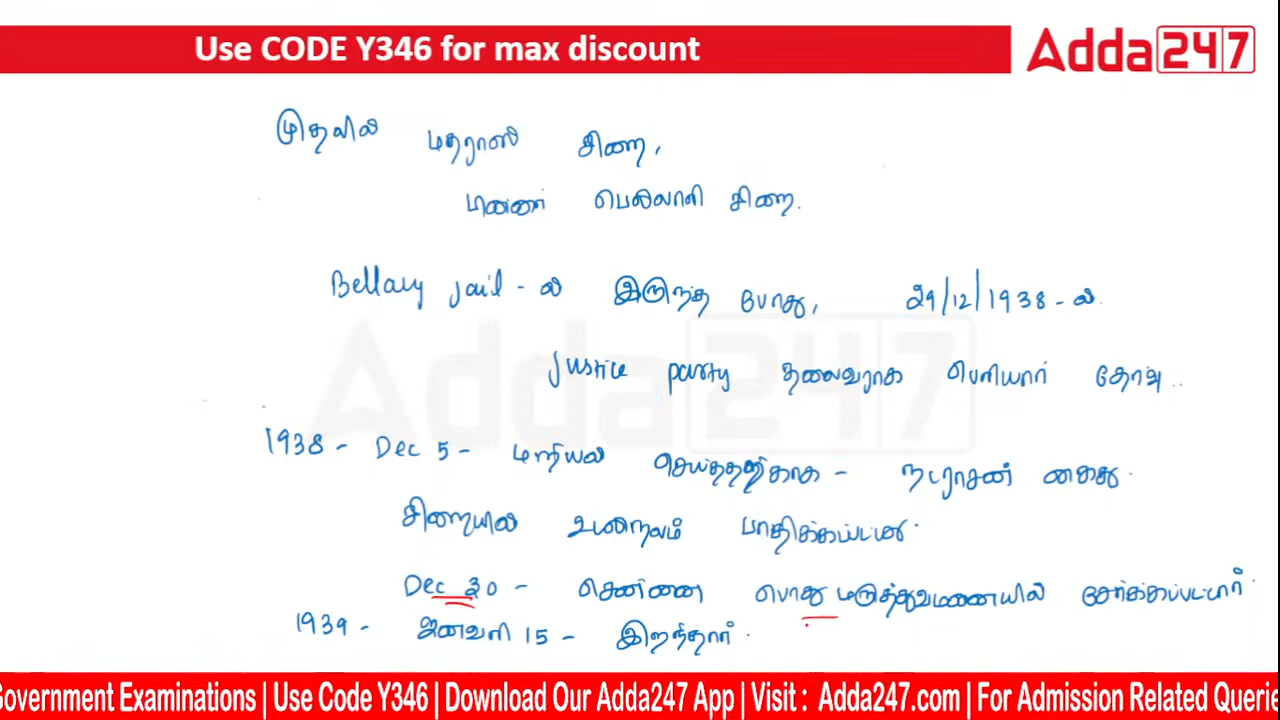 Use CODE Y346 for max discount
Adda247
முதலில் மதராஸ் சிறை,
பின்னர் பெல்லாரி சிறை.
Bellary jail - ல் இருந்த போது, 29/12/1938 - ல்
Justice party தலைவராக பெரியார் தேர்வு..
1938 - Dec 5 - மறியல் செய்ததற்காக - நடராசன் கைது.
சிறையில் உடல்நலம் பாதிக்கப்பட்டது.
Dec 30 - சென்னை பொது மருத்துவமனையில் சேர்க்கப்பட்டார்.
1939 - ஜனவரி 15 - இறந்தார்.
Adda247
Government Examinations | Use Code Y346 | Download Our Adda247 App | Visit : Adda247.com | For Admission Related Querie